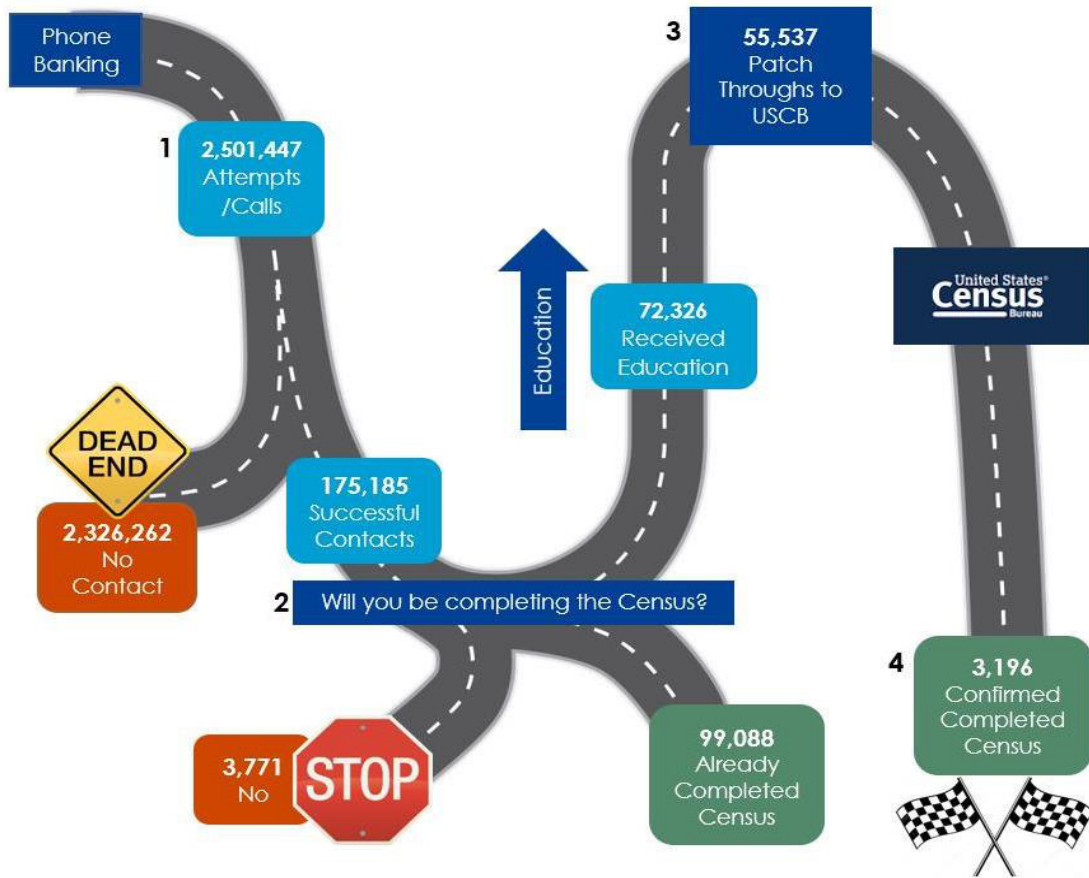 Phone
Banking
1
2,501,447
Attempts
/Calls
DEAD
END
2,326,262
No
Contact
175,185
Successful
Contacts
2
Will you be completing the Census?
3,771
No
STOP
99,088
Already
Completed
Census
Education
72,326
Received
Education
3
55,537
Patch
Throughs to
USCB
United States®
Census
Bureau
4
3,196
Confirmed
Completed
Census